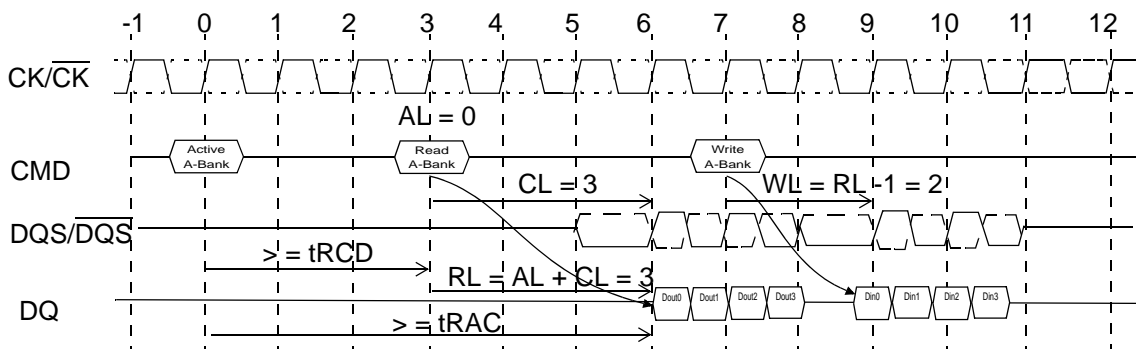 -1 0 1 2 3 4 5 6 7 8 9 10 11 12
CK/CK
AL = 0
Active
A-Bank
Read
A-Bank
Write
A-Bank
CMD
CL = 3
WL = RL -1 = 2
DQS/DQS
> = tRCD
RL = AL + CL = 3
DQ
Dout0 Dout1 Dout2 Dout3 Din0 Din1 Din2 Din3
> = tRAC